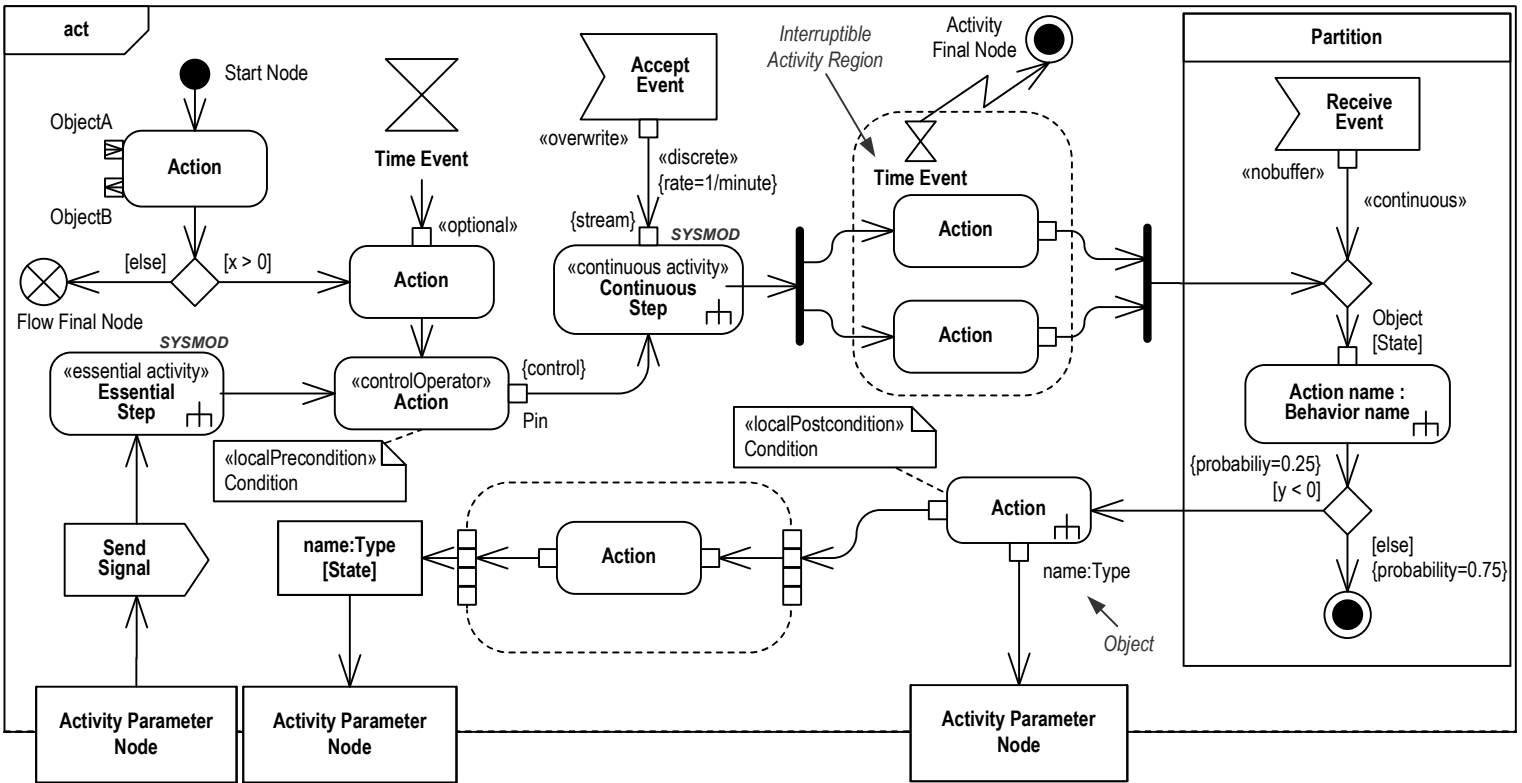 act
Start Node
ObjectA
Action
ObjectB
[else]
[x > 0]
Flow Final Node
Time Event
«optional»
Action
SYSMOD
«essential activity»
Essential
Step
«controlOperator»
Action
{control}
Pin
«localPrecondition»
Condition
Send
Signal
Accept
Event
«overwrite»
«discrete»
{rate=1/minute}
{stream}
SYSMOD
«continuous activity»
Continuous
Step
Interruptible
Activity Region
Activity
Final Node
Time Event
Action
Action
Partition
Receive
Event
«nobuffer»
«continuous»
Object
[State]
Action name :
Behavior name
{probabiliy=0.25}
[y < 0]
[else]
{probability=0.75}
«localPostcondition»
Condition
Action
name:Type
Object
Action
name:Type
[State]
Activity Parameter
Node
Activity Parameter
Node
Activity Parameter
Node